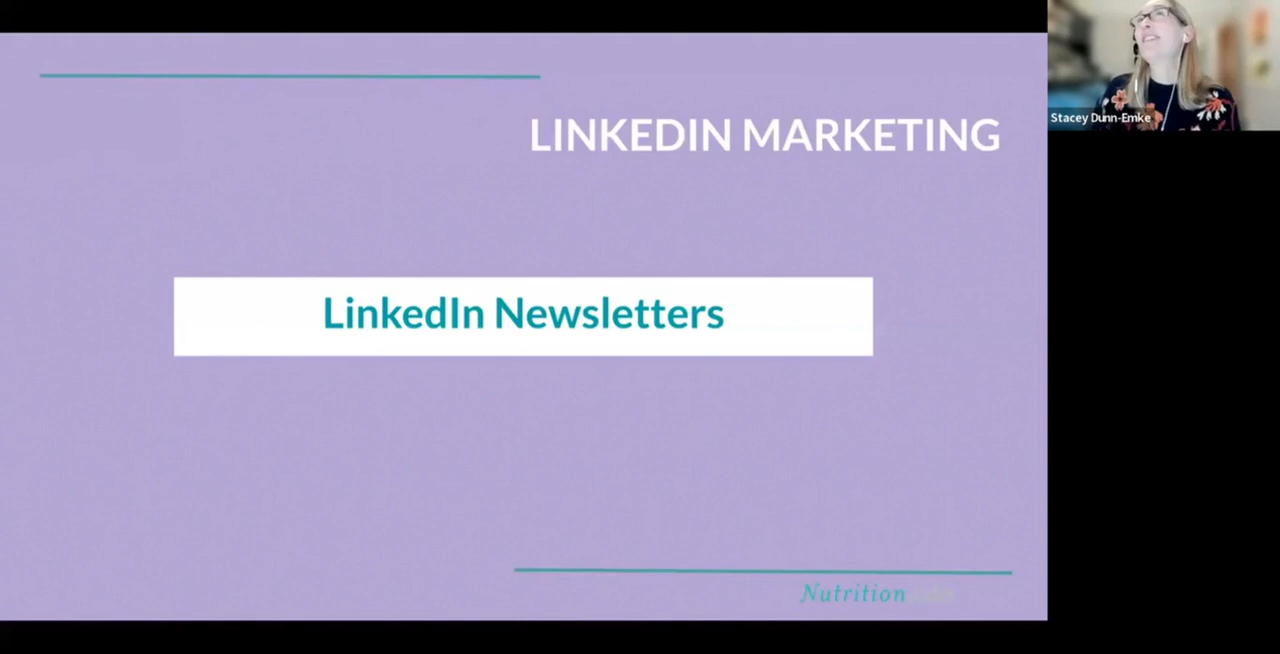 LINKEDIN MARKETING
Stacey Dunn-Emke
LinkedIn Newsletters
Nutrition